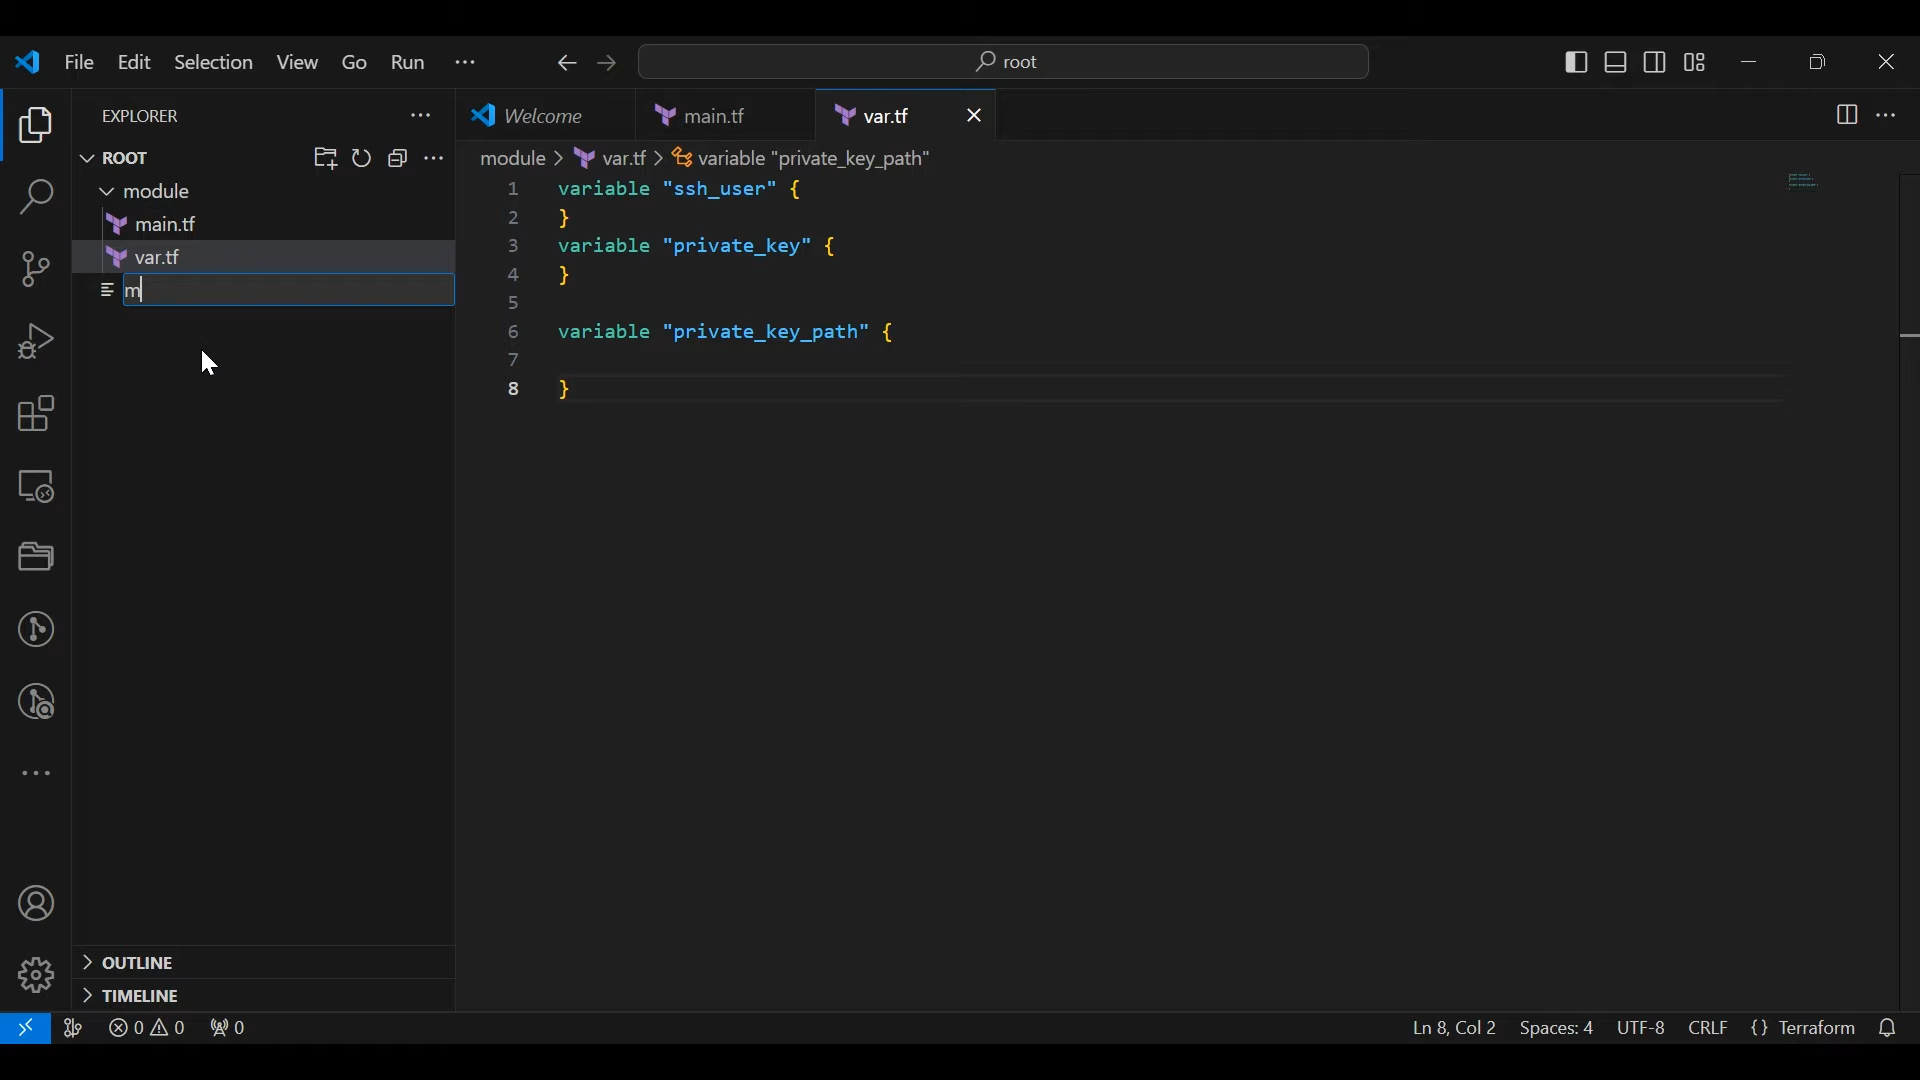 File Edit Selection View Go Run ··· root
EXPLORER ···
Welcome main.tf var.tf ···
ROOT ···
module > var.tf > variable "private_key_path"
module
main.tf
var.tf
m
1 variable "ssh_user" {
2 }
3 variable "private_key" {
4 }
5
6 variable "private_key_path" {
7
8 }
OUTLINE
TIMELINE
0 0 0 Ln 8, Col 2 Spaces: 4 UTF-8 CRLF {} Terraform